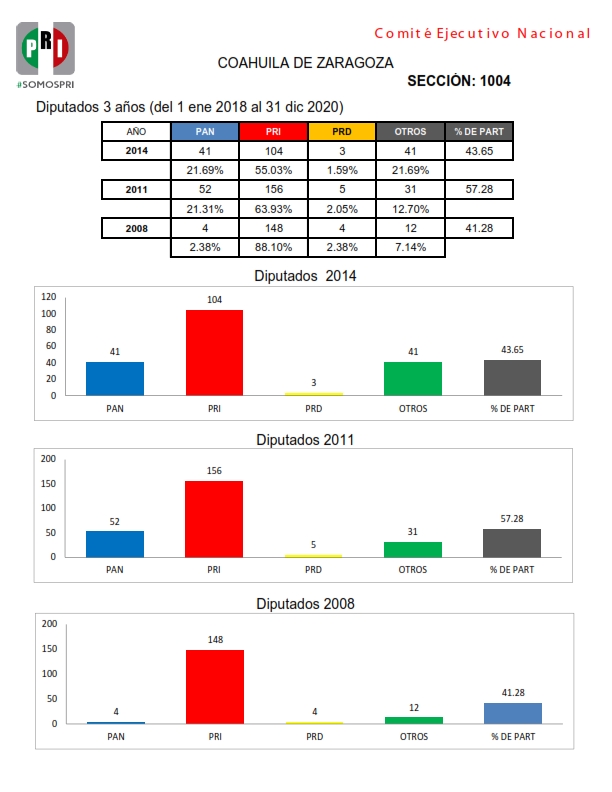 Comité Ejecutivo Nacional
PRI
#SOMOSPRI
COAHUILA DE ZARAGOZA
SECCIÓN: 1004
Diputados 3 años (del 1 ene 2018 al 31 dic 2020)
AÑO PAN PRI PRD OTROS % DE PART
2014 41 104 3 41 43.65
21.69% 55.03% 1.59% 21.69%
2011 52 156 5 31 57.28
21.31% 63.93% 2.05% 12.70%
2008 4 148 4 12 41.28
2.38% 88.10% 2.38% 7.14%
Diputados  2014
120
100
80
60
40
20
0
41 104 3 41 43.65
PAN PRI PRD OTROS % DE PART
Diputados 2011
200
150
100
50
0
52 156 5 31 57.28
PAN PRI PRD OTROS % DE PART
Diputados 2008
200
150
100
50
0
4 148 4 12 41.28
PAN PRI PRD OTROS % DE PART